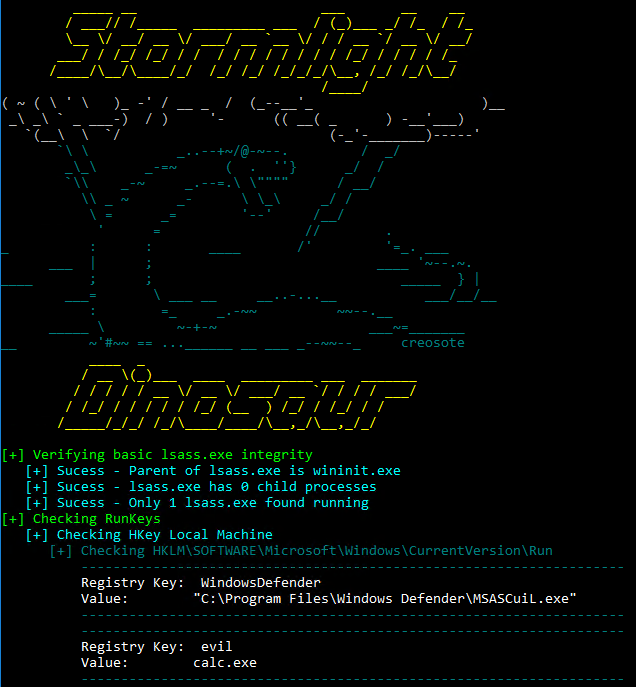 Stormlight
creosote
Dinosaur
[+] Verifying basic lsass.exe integrity
[+] Sucess - Parent of lsass.exe is wininit.exe
[+] Sucess - lsass.exe has 0 child processes
[+] Sucess - Only 1 lsass.exe found running
[+] Checking RunKeys
[+] Checking HKey Local Machine
[+] Checking HKLM\SOFTWARE\Microsoft\Windows\CurrentVersion\Run
Registry Key: WindowsDefender
Value: "C:\Program Files\Windows Defender\MSASCuiL.exe"
Registry Key: evil
Value: calc.exe